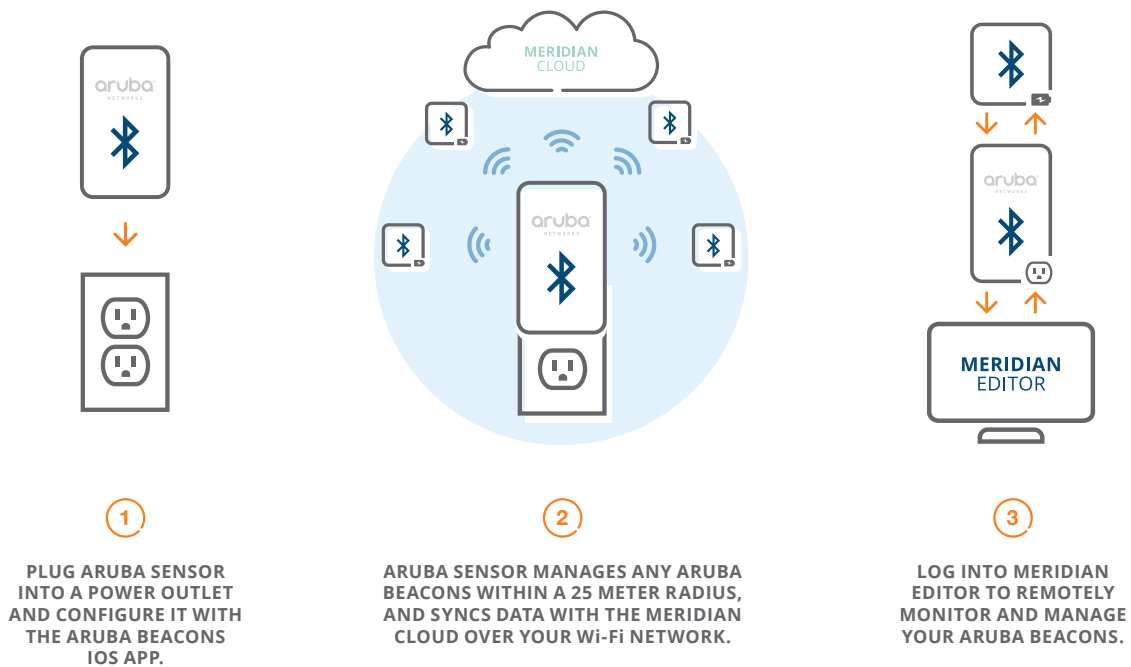 aruba
NETWORKS
MERIDIAN
CLOUD
aruba
NETWORKS
aruba
NETWORKS
MERIDIAN
EDITOR
1
PLUG ARUBA SENSOR
INTO A POWER OUTLET
AND CONFIGURE IT WITH
THE ARUBA BEACONS
IOS APP.
2
ARUBA SENSOR MANAGES ANY ARUBA
BEACONS WITHIN A 25 METER RADIUS,
AND SYNCS DATA WITH THE MERIDIAN
CLOUD OVER YOUR Wi-Fi NETWORK.
3
LOG INTO MERIDIAN
EDITOR TO REMOTELY
MONITOR AND MANAGE
YOUR ARUBA BEACONS.